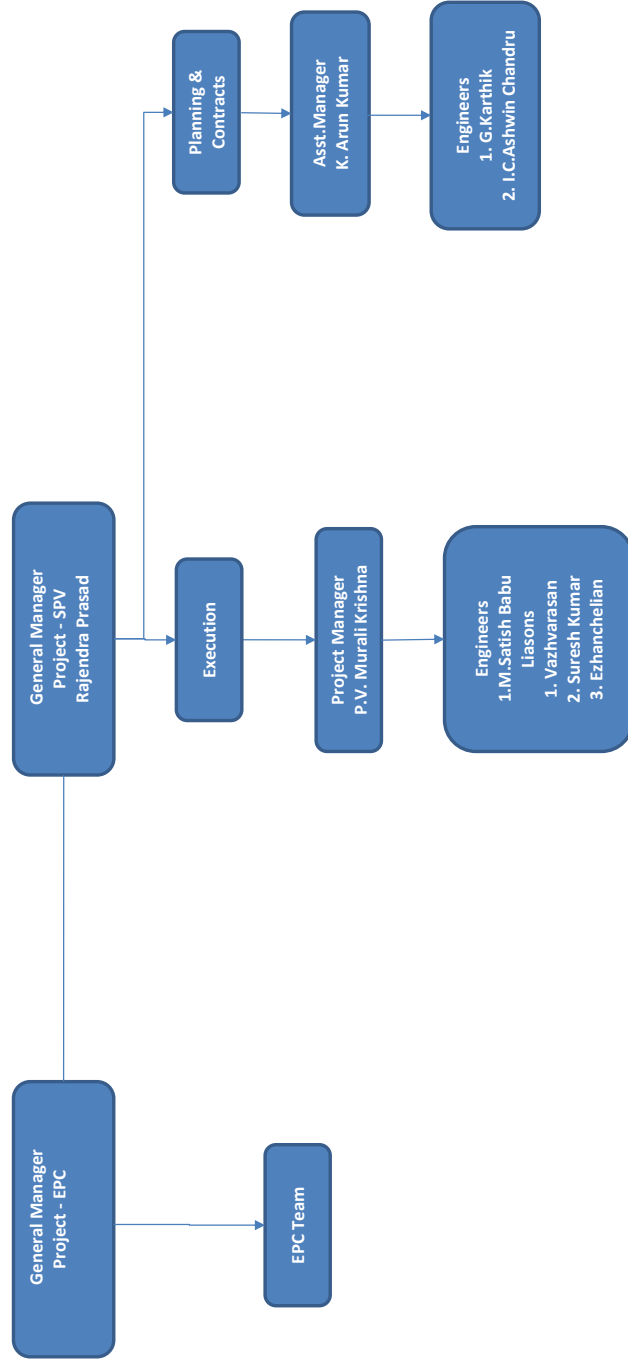 General Manager
Project - EPC
EPC Team
General Manager
Project - SPV
Rajendra Prasad
Execution
Project Manager
P.V. Murali Krishna
Engineers
1.M.Satish Babu
Liasons
1. Vazhvarasan
2. Suresh Kumar
3. Ezhanchelian
Planning &
Contracts
Asst.Manager
K. Arun Kumar
Engineers
1. G.Karthik
2. I.C.Ashwin Chandru